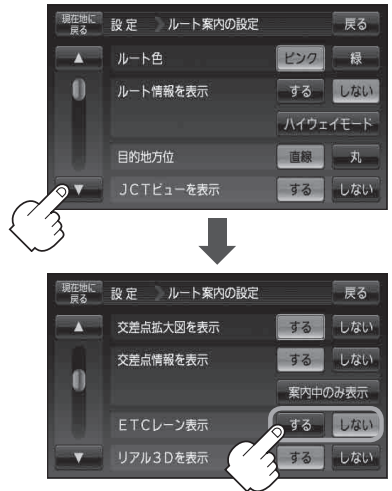 現在地に
戻る
設定 ルート案内の設定 戻る
▲
ルート色 ピンク 緑
ルート情報を表示 する しない
ハイウェイモード
目的地方位 直線 丸
▼
JCTビューを表示 する しない
現在地に
戻る
設定 ルート案内の設定 戻る
▲
交差点拡大図を表示 する しない
交差点情報を表示 する しない
案内中のみ表示
ETCレーン表示 する しない
▼
リアル3Dを表示 する しない